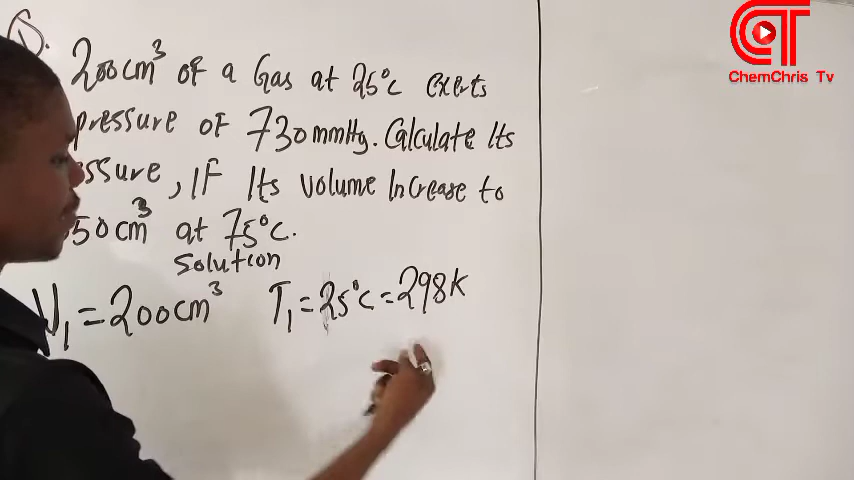 200cm³ of a Gas at 25°c exerts
pressure of 730mmHg. Calculate Its
ssure, If Its volume Increase to
50cm³ at 75°c.
Solution
V₁ = 200cm³ T₁ = 25°c = 298K
ChemChris Tv